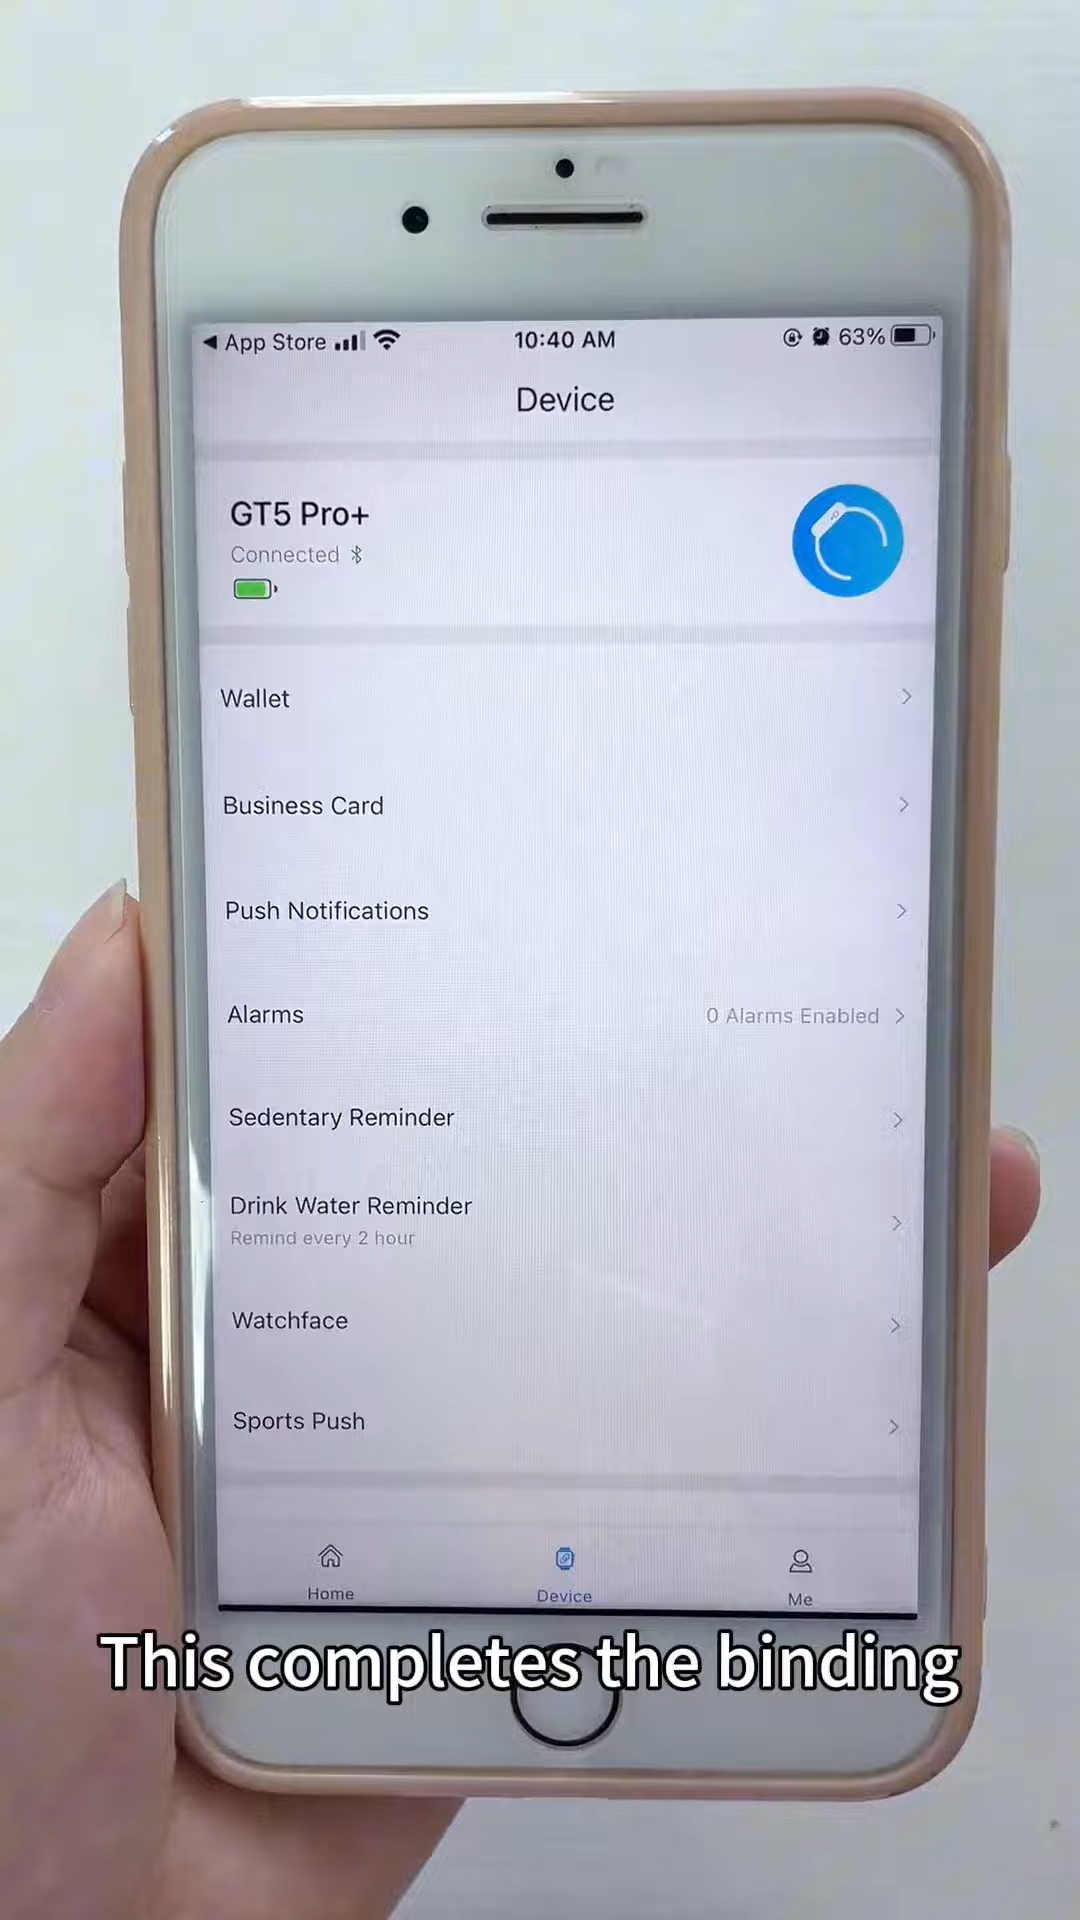 App Store
10:40 AM
63%
Device
GT5 Pro+
Connected
Wallet
Business Card
Push Notifications
Alarms
0 Alarms Enabled
Sedentary Reminder
Drink Water Reminder
Remind every 2 hour
Watchface
Sports Push
Home
Device
Me
This completes the binding